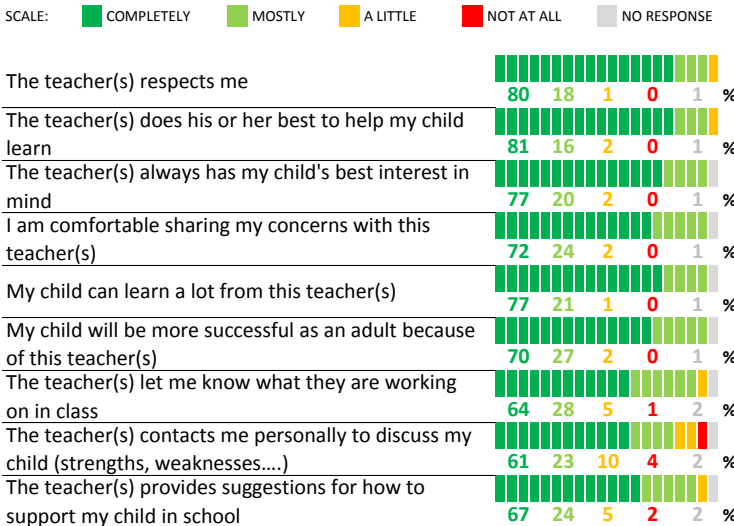 SCALE: COMPLETELY MOSTLY A LITTLE NOT AT ALL NO RESPONSE
The teacher(s) respects me
80 18 1 0 1 %
The teacher(s) does his or her best to help my child
learn
81 16 2 0 1 %
The teacher(s) always has my child's best interest in
mind
77 20 2 0 1 %
I am comfortable sharing my concerns with this
teacher(s)
72 24 2 0 1 %
My child can learn a lot from this teacher(s)
77 21 1 0 1 %
My child will be more successful as an adult because
of this teacher(s)
70 27 2 0 1 %
The teacher(s) let me know what they are working
on in class
64 28 5 1 2 %
The teacher(s) contacts me personally to discuss my
child (strengths, weaknesses....)
61 23 10 4 2 %
The teacher(s) provides suggestions for how to
support my child in school
67 24 5 2 2 %